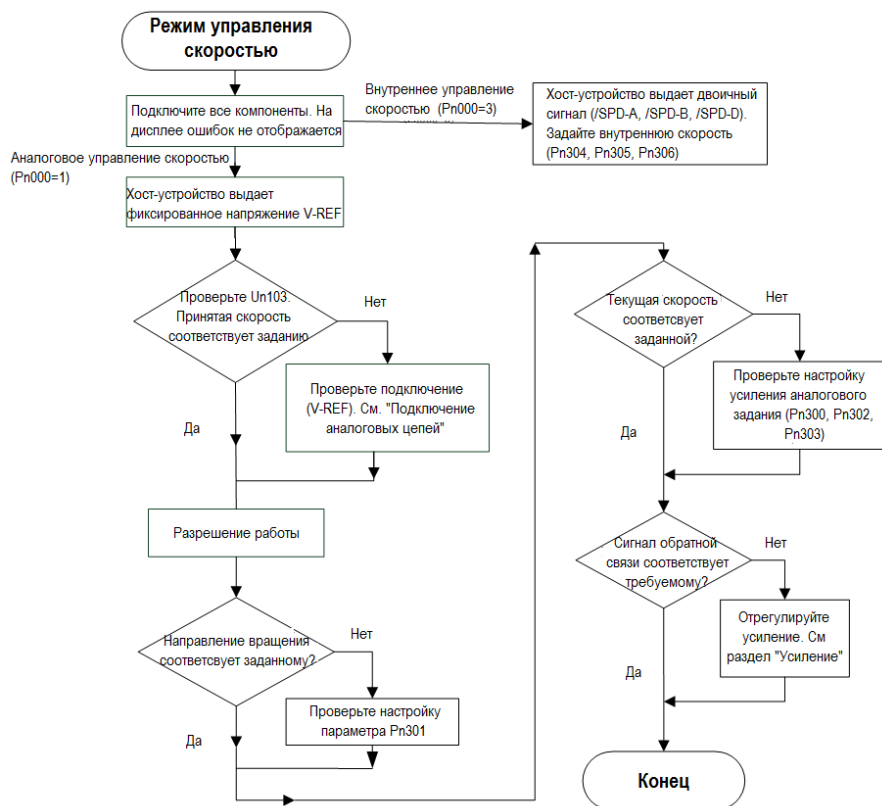 Режим управления
скоростью
Подключите все компоненты. На
дисплее ошибок не отображается
Внутреннее управление
скоростью (Pn000=3)
Хост-устройство выдает двоичный
сигнал (/SPD-A, /SPD-B, /SPD-D).
Задайте внутреннюю скорость
(Pn304, Pn305, Pn306)
Аналоговое управление скоростью
(Pn000=1)
Хост-устройство выдает
фиксированное напряжение V-REF
Проверьте Un103.
Принятая скорость
соответствует заданию
Нет
Проверьте подключение
(V-REF). См. "Подключение
аналоговых цепей"
Да
Разрешение работы
Направление вращения
соответсвует заданному?
Нет
Проверьте настройку
параметра Pn301
Да
Текущая скорость
соответсвует
заданной?
Нет
Проверьте настройку
усиления аналогового
задания (Pn300, Pn302,
Pn303)
Да
Сигнал обратной
связи соответствует
требуемому?
Нет
Отрегулируйте
усиление. См
раздел "Усиление"
Да
Конец